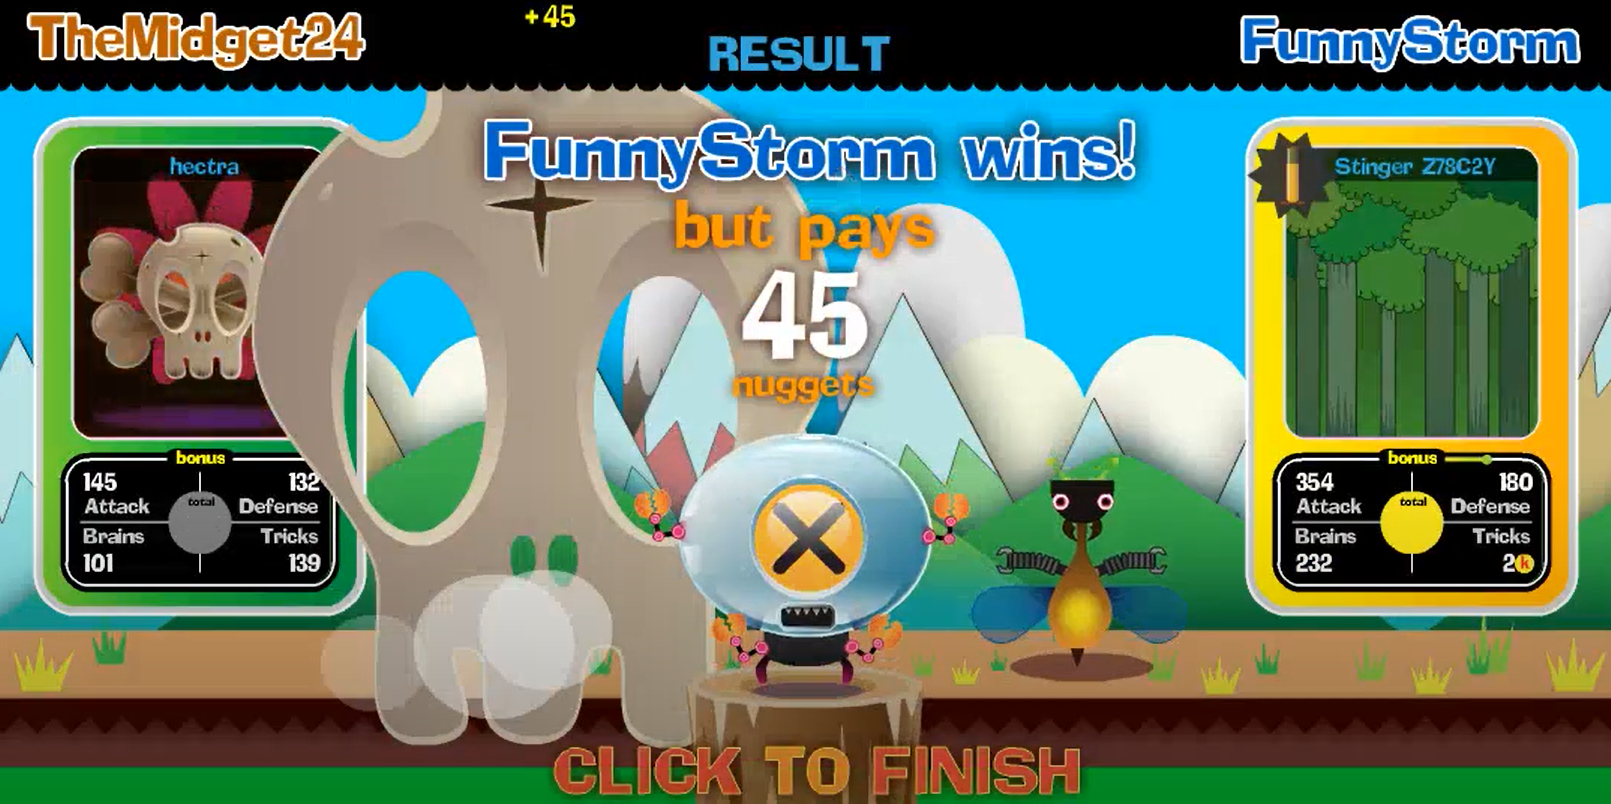 TheMidget24
+45
RESULT
FunnyStorm
FunnyStorm wins!
but pays
45
nuggets
hectra
bonus
145
132
Attack
total
Defense
Brains
Tricks
101
139
Stinger Z78C2Y
bonus
354
180
Attack
total
Defense
Brains
Tricks
232
2k
CLICK TO FINISH